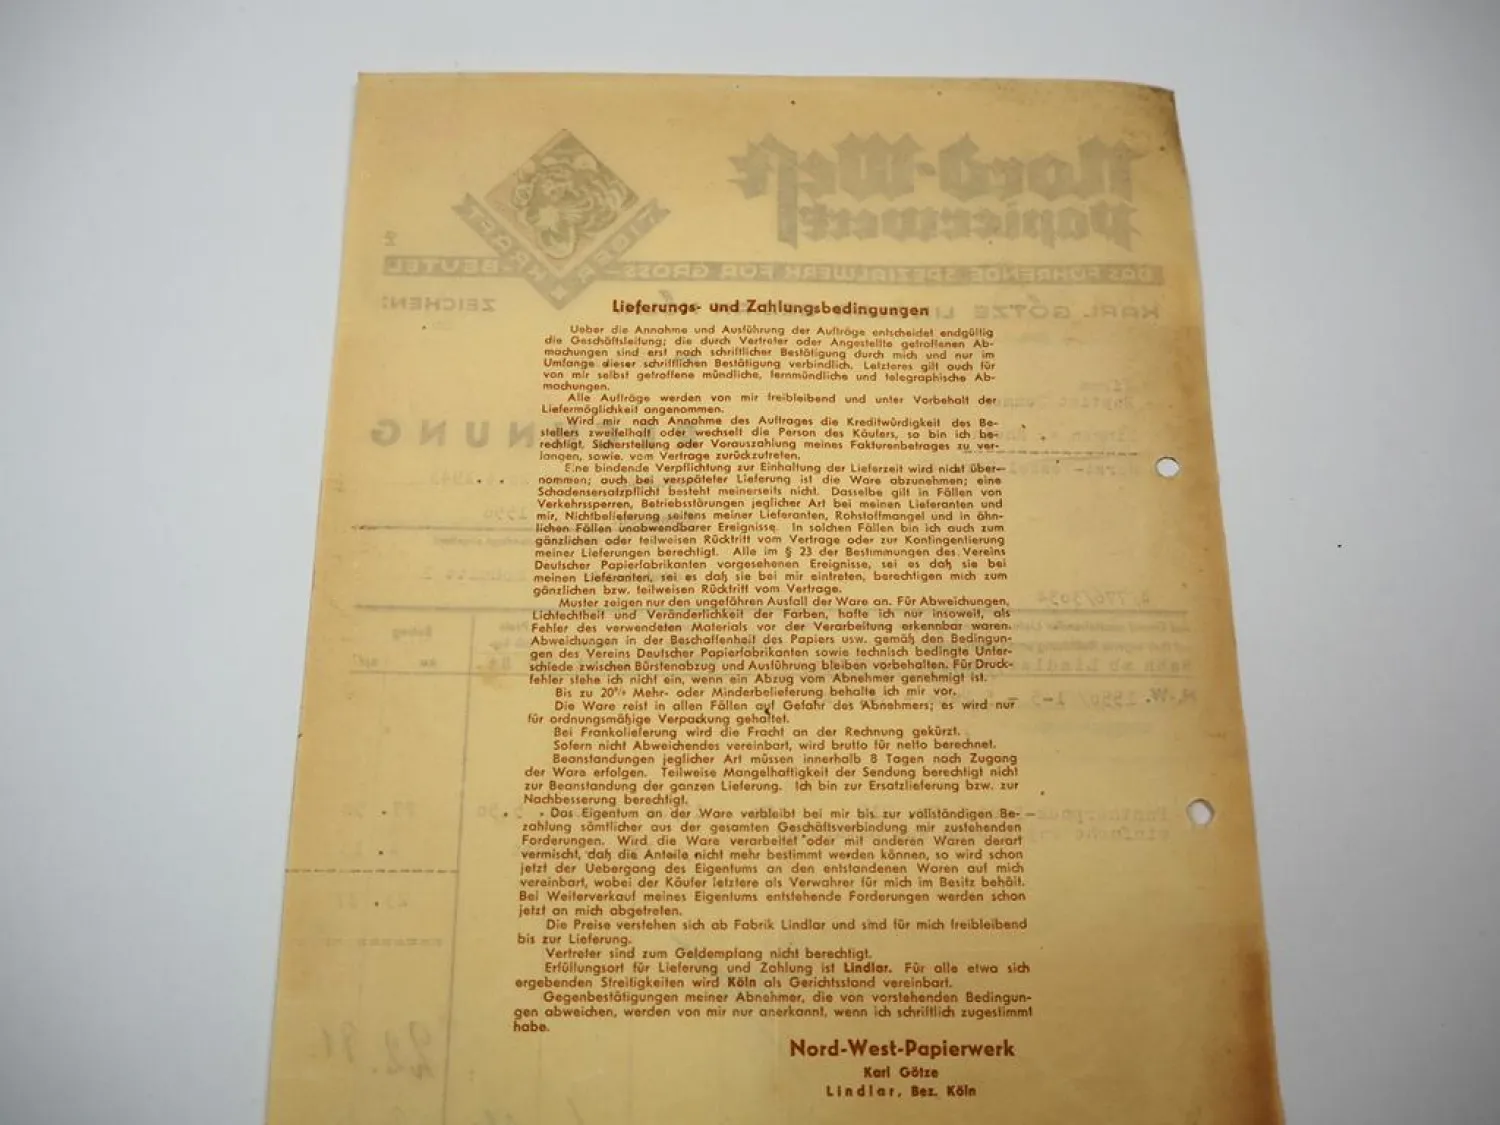 Lieferungs- und Zahlungsbedingungen
Ueber die Annahme und Ausführung der Aufträge entscheidet endgültig
die Geschäftsleitung; die durch Vertreter oder Angestellte getroffenen Ab-
machungen sind erst nach schriftlicher Bestätigung durch mich und nur im
Umfange dieser schriftlichen Bestätigung verbindlich. Letzteres gilt auch für
von mir selbst getroffene mündliche, fernmündliche und telegraphische Ab-
machungen.
Alle Aufträge werden von mir freibleibend und unter Vorbehalt der
Liefermöglichkeit angenommen.
Wird mir nach Annahme des Auftrages die Kreditwürdigkeit des Be-
stellers zweifelhaft oder wechselt die Person des Käufers, so bin ich be-
rechtigt, Sicherstellung oder Vorauszahlung meines Fakturenbetrages zu ver-
langen, sowie vom Vertrage zurückzutreten.
Eine bindende Verpflichtung zur Einhaltung der Lieferzeit wird nicht über-
nommen; auch bei verspäteter Lieferung ist die Ware abzunehmen; eine
Schadensersatzpflicht besteht meinerseits nicht. Dasselbe gilt in Fällen von
Verkehrssperren, Betriebsstörungen jeglicher Art bei meinen Lieferanten und
mir, Nichtbelieferung seitens meiner Lieferanten, Rohstoffmangel und in ähn-
lichen Fällen unabwendbarer Ereignisse. In solchen Fällen bin ich auch zum
gänzlichen oder teilweisen Rücktritt vom Vertrage oder zur Kontingentierung
meiner Lieferungen berechtigt. Alle im § 23 der Bestimmungen des Vereins
Deutscher Papierfabrikanten vorgesehenen Ereignisse, sei es daß sie bei
meinen Lieferanten, sei es daß sie bei mir eintreten, berechtigen mich zum
gänzlichen bzw. teilweisen Rücktritt vom Vertrage.
Muster zeigen nur den ungefähren Ausfall der Ware an. Für Abweichungen,
Lichtechtheit und Veränderlichkeit der Farben, hafte ich nur insoweit, als
Fehler des verwendeten Materials vor der Verarbeitung erkennbar waren.
Abweichungen in der Beschaffenheit des Papiers usw. gemäß den Bedingun-
gen des Vereins Deutscher Papierfabrikanten sowie technisch bedingte Unter-
schiede zwischen Bürstenabzug und Ausführung bleiben vorbehalten. Für Druck-
fehler stehe ich nicht ein, wenn ein Abzug vom Abnehmer genehmigt ist.
Bis zu 20% Mehr- oder Minderbelieferung behalte ich mir vor.
Die Ware reist in allen Fällen auf Gefahr des Abnehmers; es wird nur
für ordnungsmäßige Verpackung gehaftet.
Bei Frankolieferung wird die Fracht an der Rechnung gekürzt.
Sofern nicht Abweichendes vereinbart, wird brutto für netto berechnet.
Beanstandungen jeglicher Art müssen innerhalb 8 Tagen nach Zugang
der Ware erfolgen. Teilweise Mangelhaftigkeit der Sendung berechtigt nicht
zur Beanstandung der ganzen Lieferung. Ich bin zur Ersatzlieferung bzw. zur
Nachbesserung berechtigt.
Das Eigentum an der Ware verbleibt bei mir bis zur vollständigen Be-
zahlung sämtlicher aus der gesamten Geschäftsverbindung mir zustehenden
Forderungen. Wird die Ware verarbeitet oder mit anderen Waren derart
vermischt, daß die Anteile nicht mehr bestimmt werden können, so wird schon
jetzt der Uebergang des Eigentums an den entstandenen Waren auf mich
vereinbart, wobei der Käufer letztere als Verwahrer für mich im Besitz behält.
Bei Weiterverkauf meines Eigentums entstehende Forderungen werden schon
jetzt an mich abgetreten.
Die Preise verstehen sich ab Fabrik Lindlar und sind für mich freibleibend
bis zur Lieferung.
Vertreter sind zum Geldempfang nicht berechtigt.
Erfüllungsort für Lieferung und Zahlung ist Lindlar. Für alle etwa sich
ergebenden Streitigkeiten wird Köln als Gerichtsstand vereinbart.
Gegenbestätigungen meiner Abnehmer, die von vorstehenden Bedingun-
gen abweichen, werden von mir nur anerkannt, wenn ich schriftlich zugestimmt
habe.
Nord-West-Papierwerk
Karl Götze
Lindlar, Bez. Köln